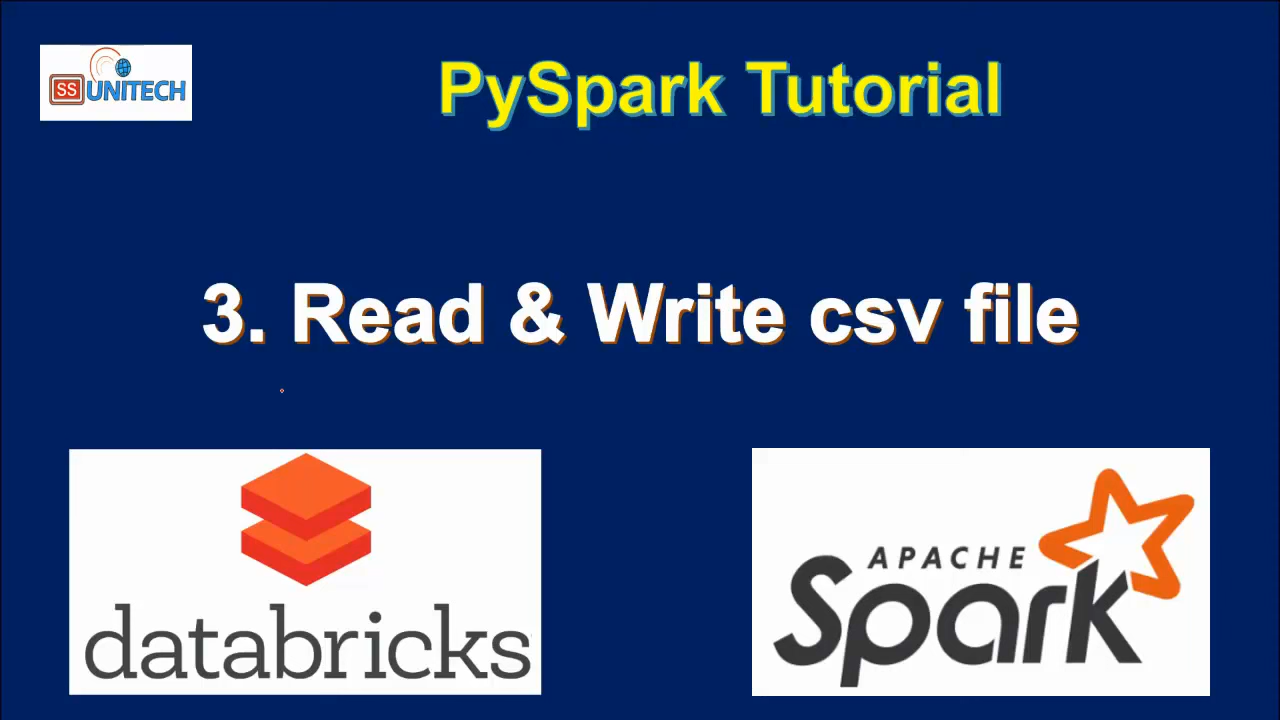 SS UNITECH
PySpark Tutorial
3. Read & Write csv file
databricks
APACHE
Spark